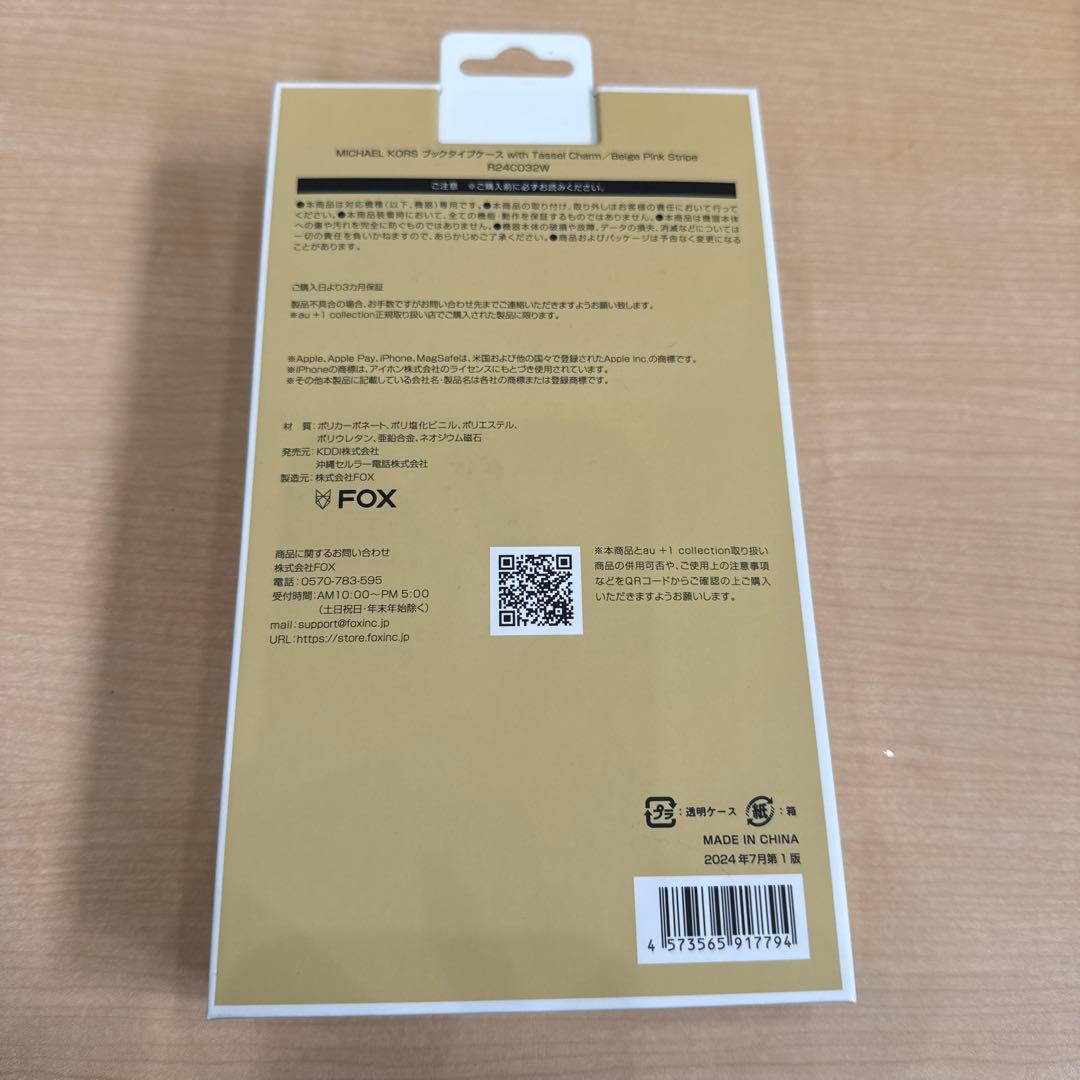 MICHAEL KORS ブックタイプケース with Tassel Charm／Beige Pink Stripe
R24C032W
ご注意 ※ご購入前に必ずお読みください。
●本商品は対応機種(以下、機器)専用です。●本商品の取り付け、取り外しはお客様の責任において行って
ください。●本商品装着時において、全ての機能・動作を保証するものではありません。●本商品は機器本体
への傷や汚れを完全に防ぐものではありません。●機器本体の破損や故障、データの損失、消滅などについては
一切の責任を負いかねますので、あらかじめご了承ください。●商品およびパッケージは予告なく変更になる
ことがあります。
ご購入日より3カ月保証
製品不具合の場合、お手数ですがお問い合わせ先までご連絡いただきますようお願い致します。
※au +1 collection正規取り扱い店でご購入された製品に限ります。
※Apple、Apple Pay、iPhone、MagSafeは、米国および他の国々で登録されたApple Inc.の商標です。
※iPhoneの商標は、アイホン株式会社のライセンスにもとづき使用されています。
※その他本製品に記載している会社名・製品名は各社の商標または登録商標です。
材 質：ポリカーボネート、ポリ塩化ビニル、ポリエステル、
ポリウレタン、亜鉛合金、ネオジウム磁石
発売元：KDDI株式会社
沖縄セルラー電話株式会社
製造元：株式会社FOX
FOX
商品に関するお問い合わせ
株式会社FOX
電話：0570-783-595
受付時間：AM10:00～PM 5:00
（土日祝日・年末年始除く）
mail：support@foxinc.jp
URL：https://store.foxinc.jp
※本商品とau +1 collection取り扱い
商品の併用可否や、ご使用上の注意事項
などをQRコードからご確認の上ご購入
いただきますようお願いします。
プラ：透明ケース 紙：箱
MADE IN CHINA
2024年7月第1版
4 573565 917794